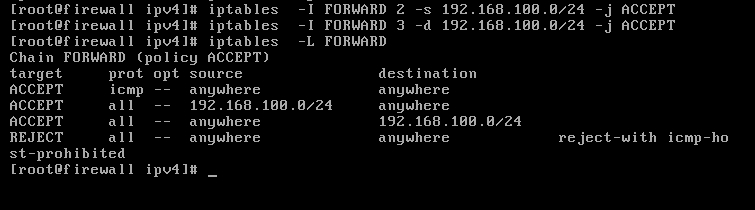 [root@firewall ipv4]# iptables  -I FORWARD 2 -s 192.168.100.0/24 -j ACCEPT
[root@firewall ipv4]# iptables  -I FORWARD 3 -d 192.168.100.0/24 -j ACCEPT
[root@firewall ipv4]# iptables  -L FORWARD
Chain FORWARD (policy ACCEPT)
target     prot opt source               destination
ACCEPT     icmp --  anywhere             anywhere
ACCEPT     all  --  192.168.100.0/24     anywhere
ACCEPT     all  --  anywhere             192.168.100.0/24
REJECT     all  --  anywhere             anywhere            reject-with icmp-ho
st-prohibited
[root@firewall ipv4]# _